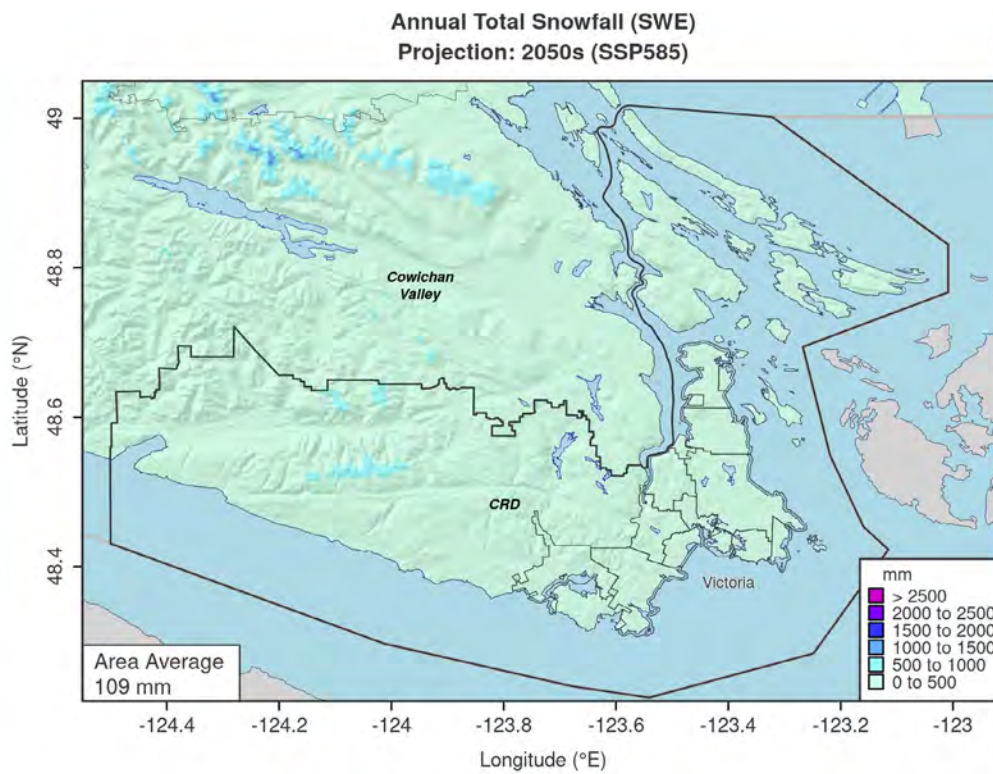 Annual Total Snowfall (SWE)
Projection: 2050s (SSP585)
49
48.8
48.6
48.4
Latitude (°N)
Cowichan
Valley
CRD
Victoria
mm
> 2500
2000 to 2500
1500 to 2000
1000 to 1500
500 to 1000
0 to 500
Area Average
109 mm
-124.4
-124.2
-124
-123.8
-123.6
-123.4
-123.2
-123
Longitude (°E)